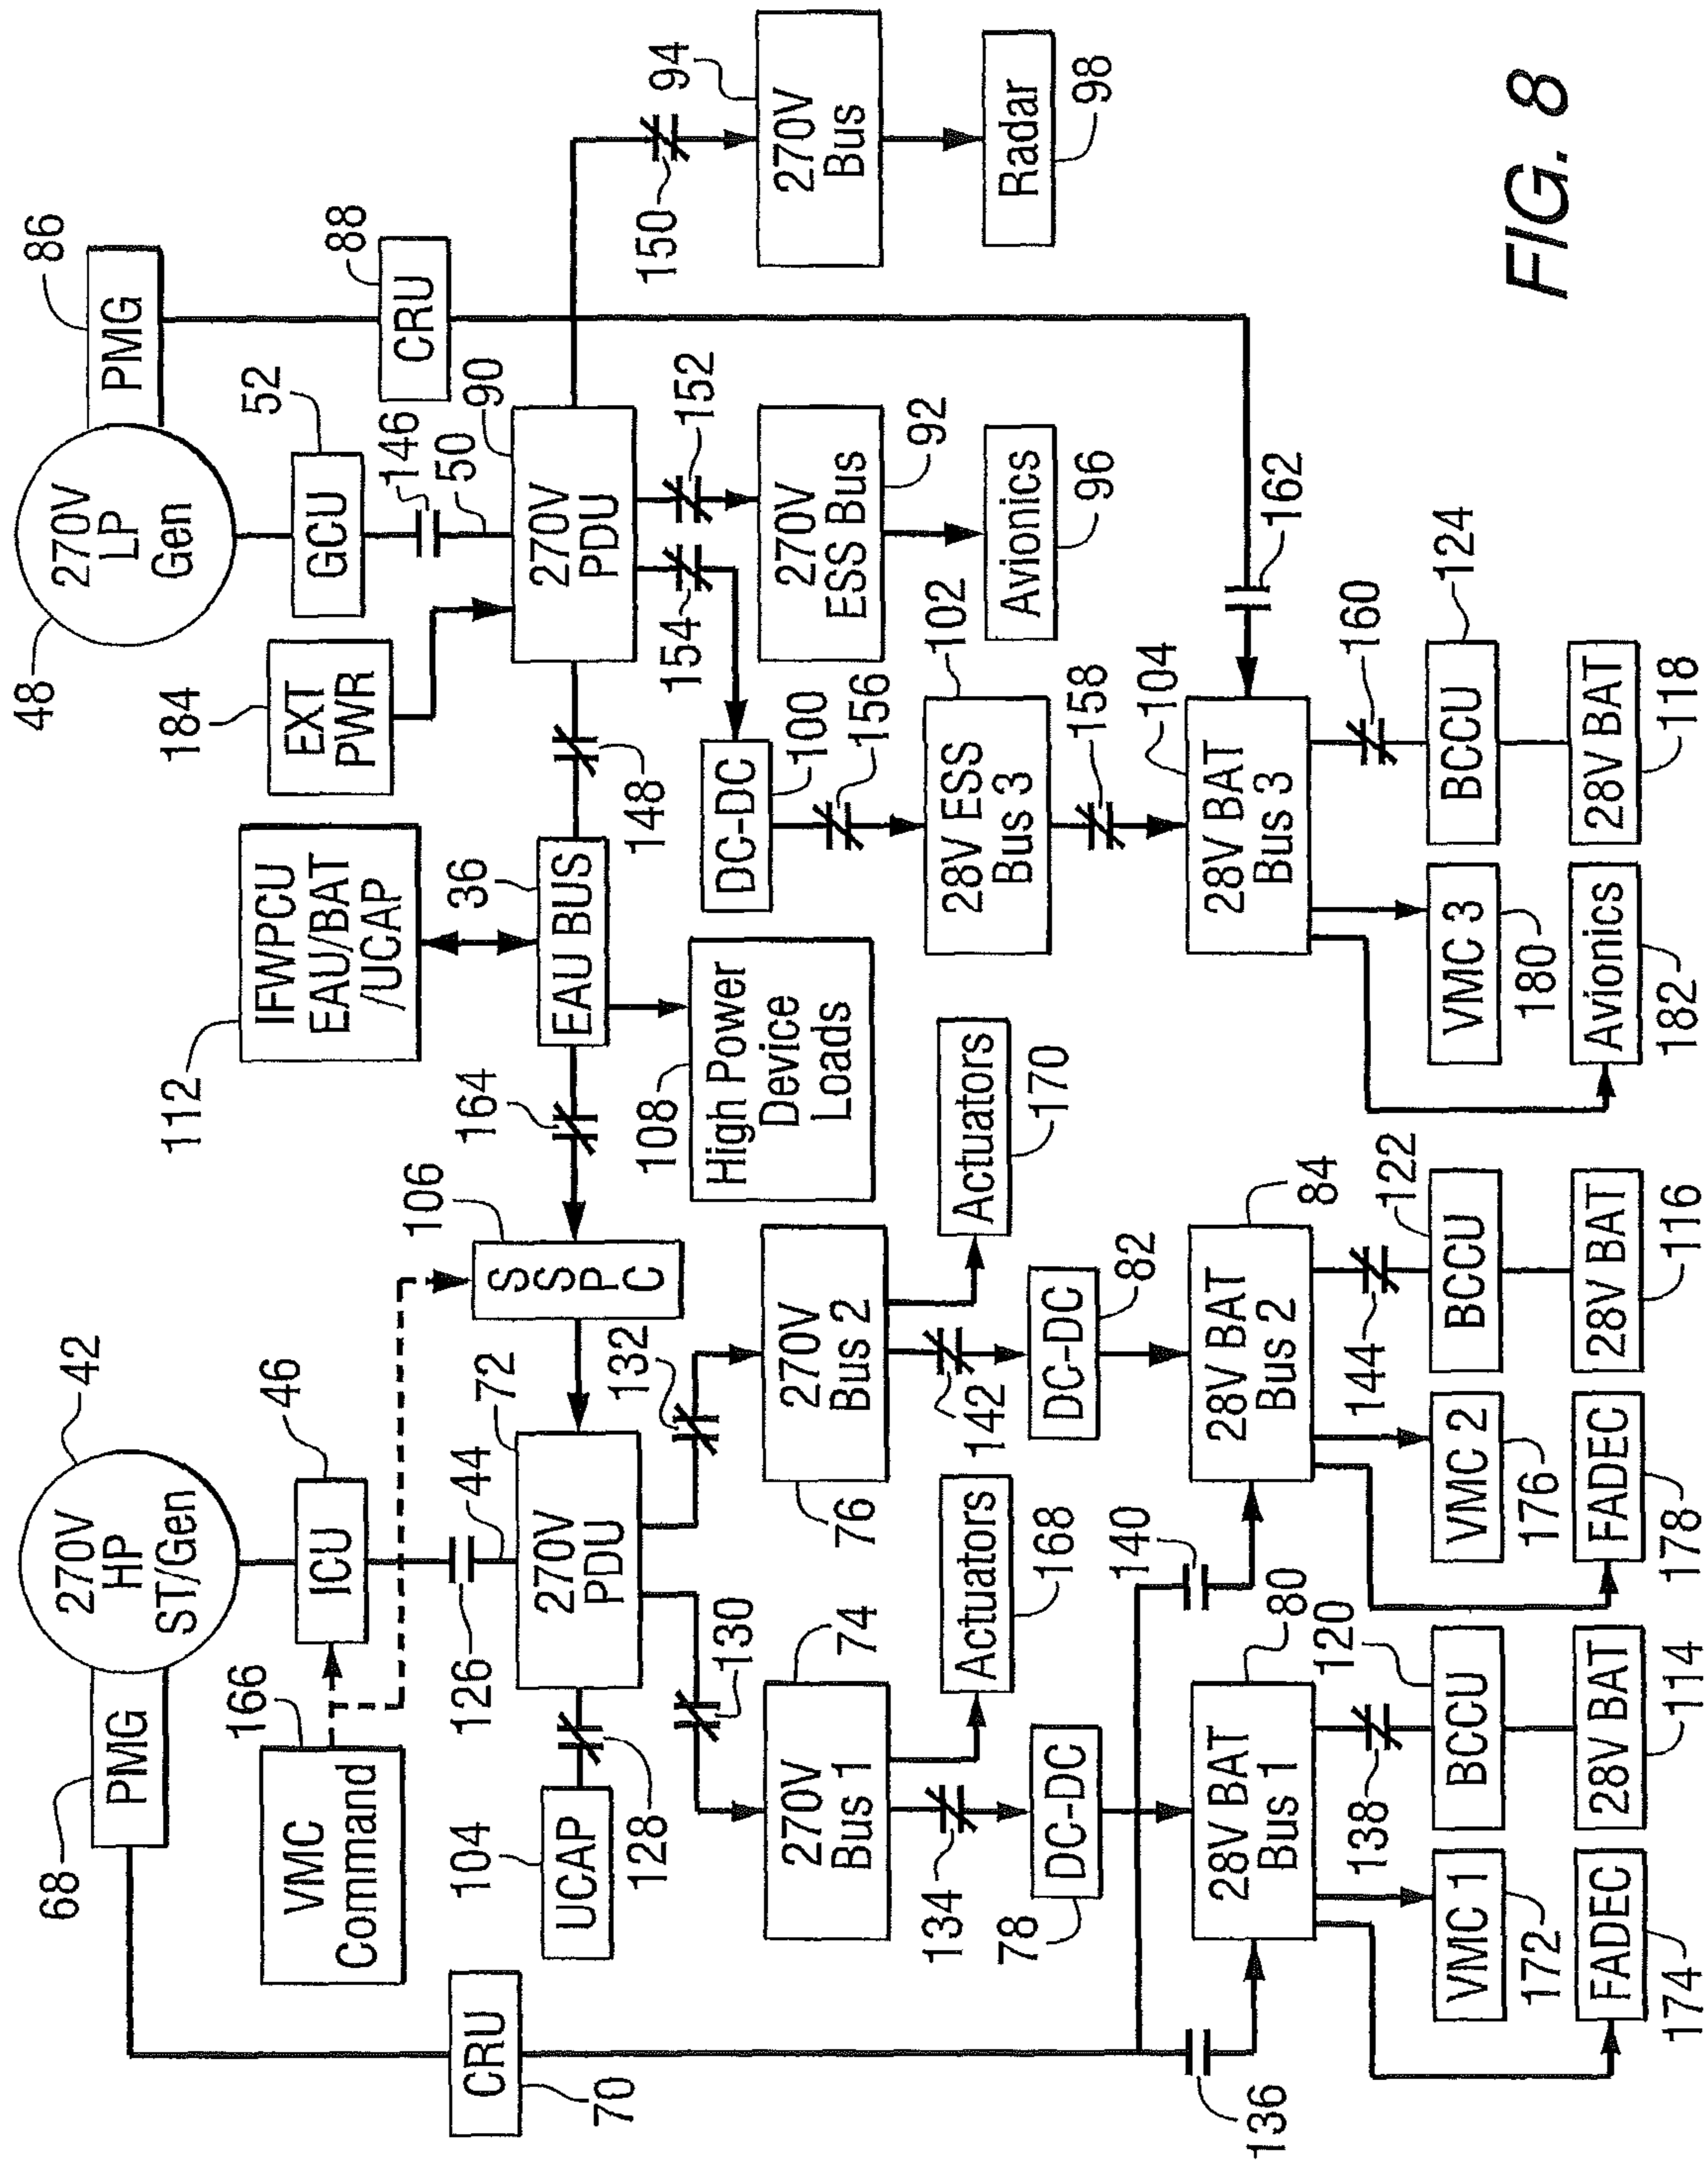 68
PMG
270V
HP
ST/Gen
42
48
270V
LP
Gen
PMG
86
166
VMC
Command
ICU
46
112
IFWPCU
EAU/BAT
/UCAP
184
EXT
PWR
GCU
52
CRU
88
CRU
70
104
UCAP
128
126
44
270V
PDU
72
106
SSPC
164
EAU BUS
36
148
146
50
270V
PDU
90
130
132
108
High Power
Device
Loads
154
152
150
270V
Bus 1
74
76
270V
Bus 2
DC-DC
100
156
270V
ESS Bus
92
270V
Bus
94
134
Actuators
168
142
Actuators
170
28V ESS
Bus 3
102
Avionics
96
Radar
98
78
DC-DC
DC-DC
82
158
136
140
162
28V BAT
Bus 1
80
28V BAT
Bus 2
84
28V BAT
Bus 3
104
138
120
144
122
160
124
VMC 1
172
BCCU
VMC 2
176
BCCU
VMC 3
180
BCCU
FADEC
174
28V BAT
114
FADEC
178
28V BAT
116
Avionics
182
28V BAT
118
FIG. 8